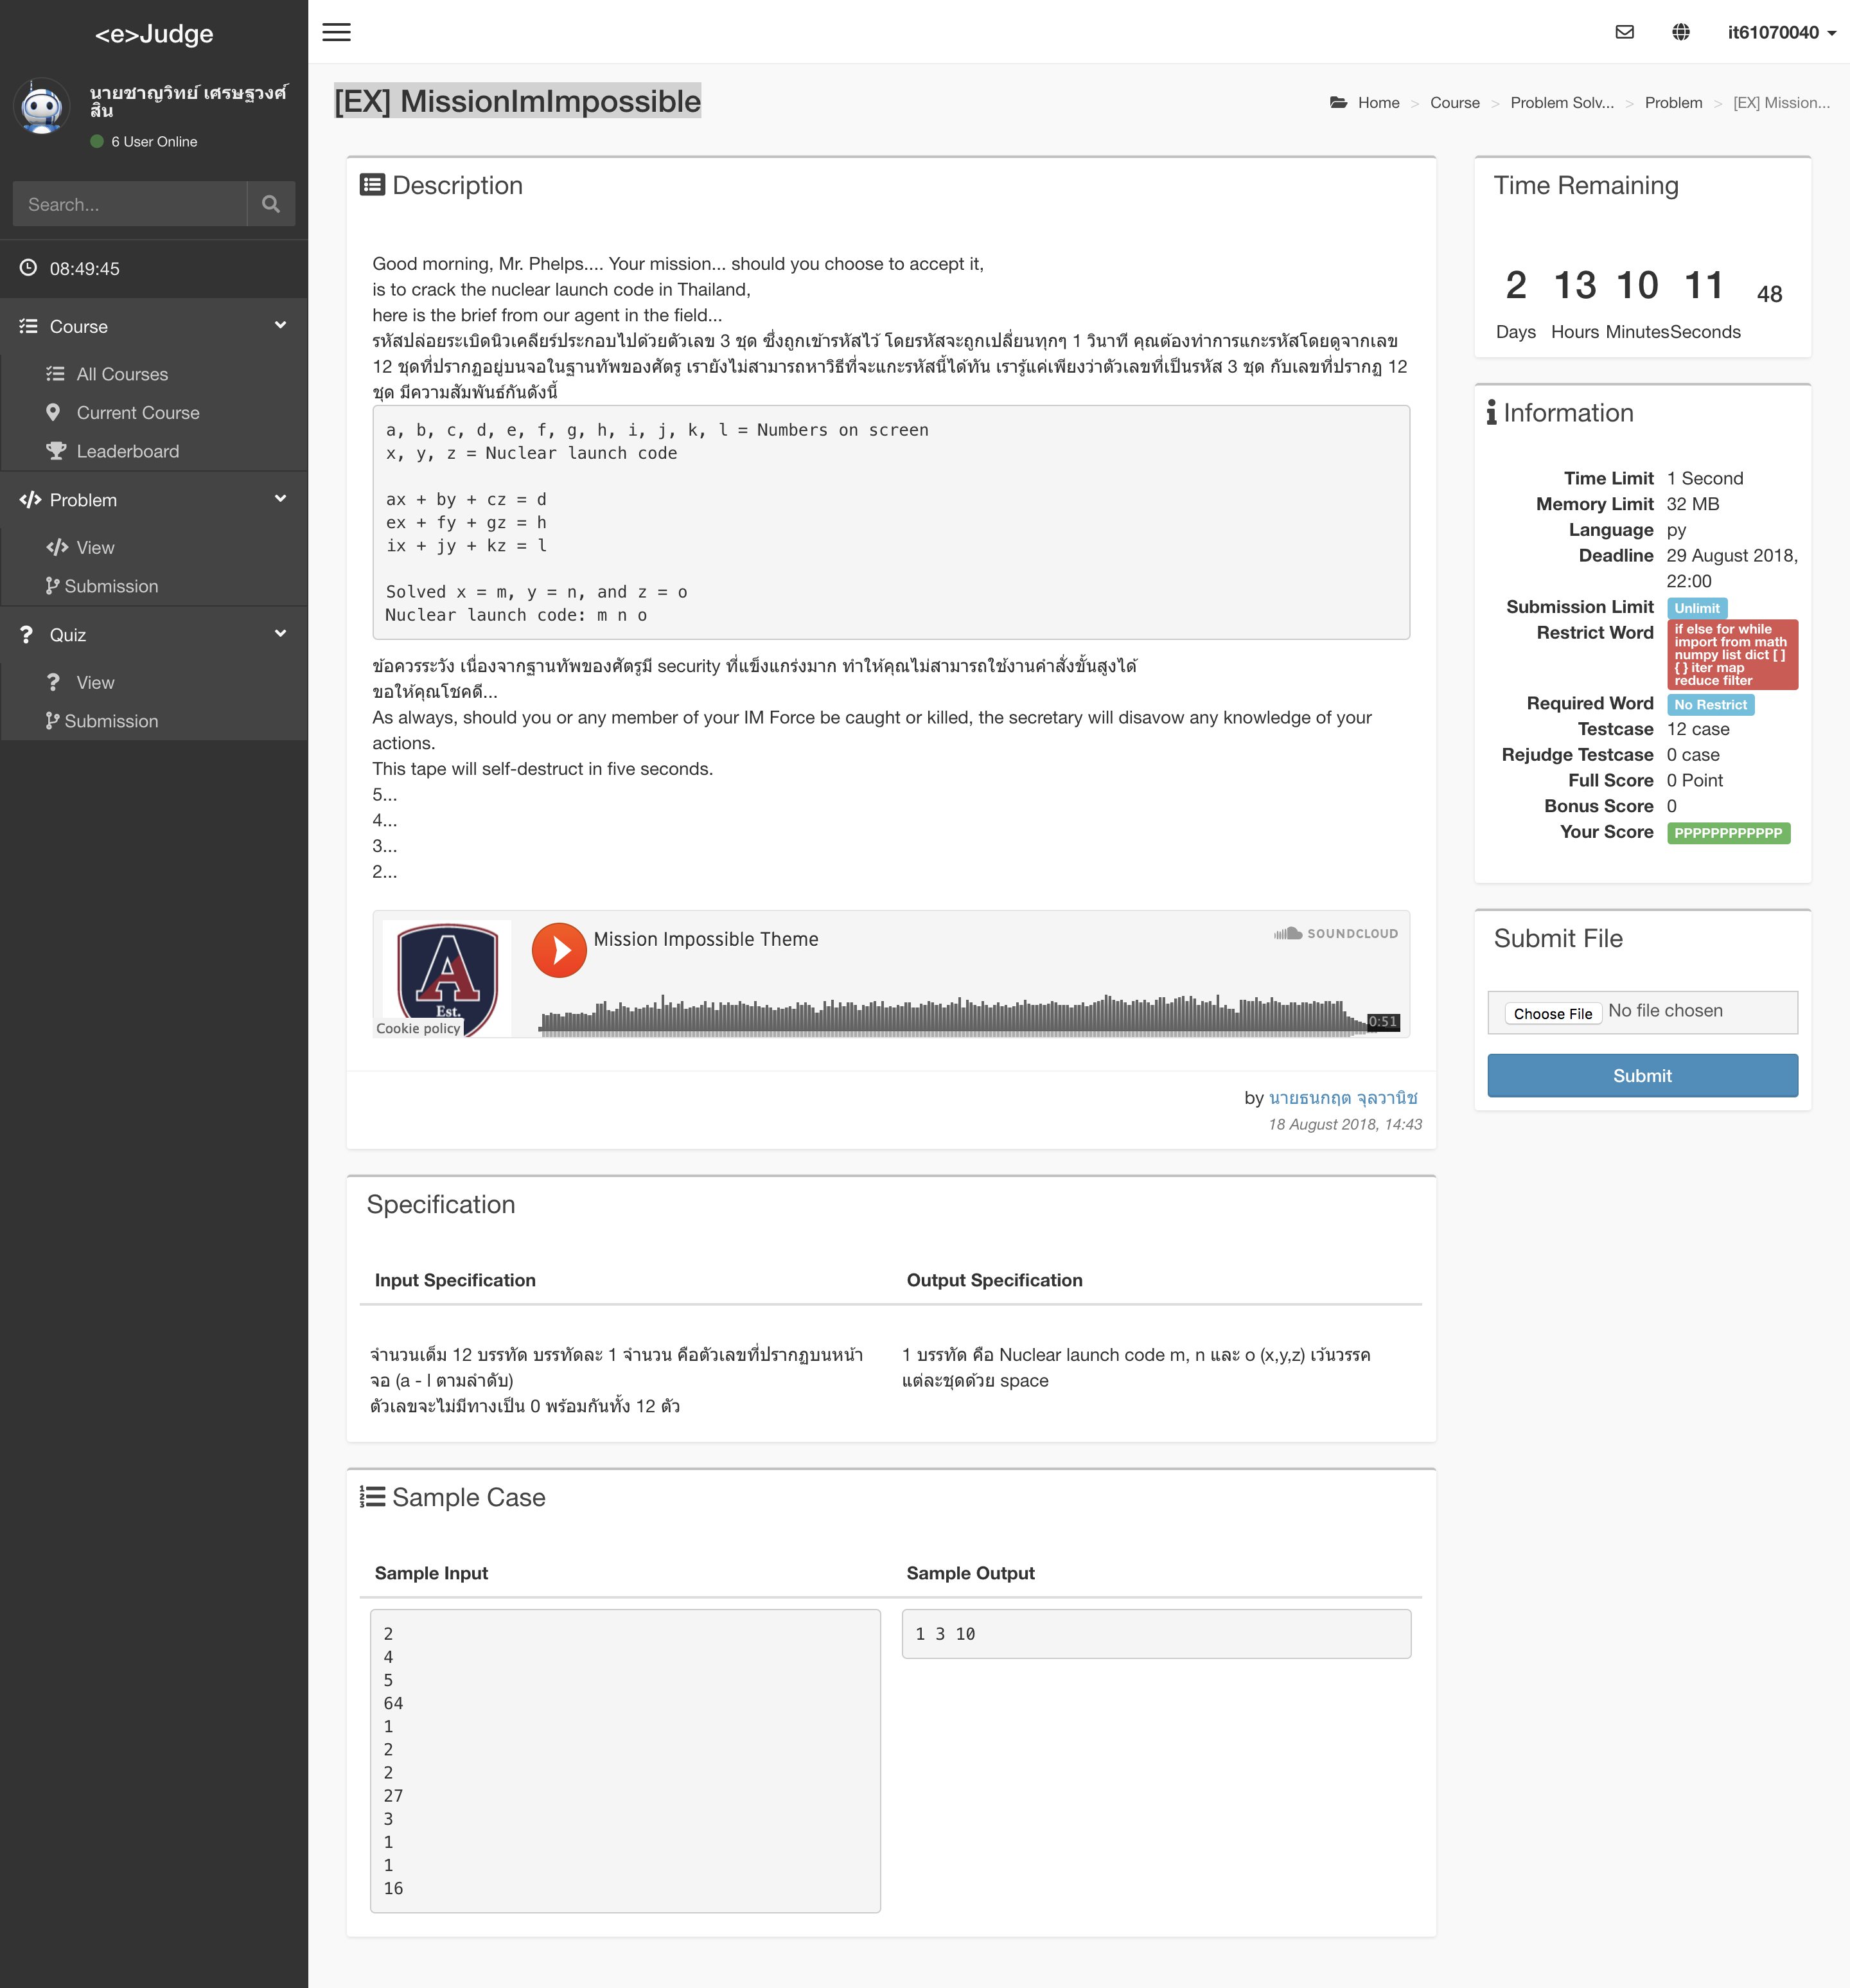 <e>Judge
it61070040
นายชาญวิทย์ เศรษฐวงศ์
สิน
6 User Online
Search...
08:49:45
Course
All Courses
Current Course
Leaderboard
Problem
View
Submission
Quiz
View
Submission
[EX] MissionImImpossible
Home > Course > Problem Solv... > Problem > [EX] Mission...
Description
Good morning, Mr. Phelps.... Your mission... should you choose to accept it,
is to crack the nuclear launch code in Thailand,
here is the brief from our agent in the field...
รหัสปล่อยระเบิดนิวเคลียร์ประกอบไปด้วยตัวเลข 3 ชุด ซึ่งถูกเข้ารหัสไว้ โดยรหัสจะถูกเปลี่ยนทุกๆ 1 วินาที คุณต้องทำการแกะรหัสโดยดูจากเลข
12 ชุดที่ปรากฏอยู่บนจอในฐานทัพของศัตรู เรายังไม่สามารถหาวิธีที่จะแกะรหัสนี้ได้ทัน เรารู้แค่เพียงว่าตัวเลขที่เป็นรหัส 3 ชุด กับเลขที่ปรากฏ 12
ชุด มีความสัมพันธ์กันดังนี้
a, b, c, d, e, f, g, h, i, j, k, l = Numbers on screen
x, y, z = Nuclear launch code
ax + by + cz = d
ex + fy + gz = h
ix + jy + kz = l
Solved x = m, y = n, and z = o
Nuclear launch code: m n o
ข้อควรระวัง เนื่องจากฐานทัพของศัตรูมี security ที่แข็งแกร่งมาก ทำให้คุณไม่สามารถใช้งานคำสั่งขั้นสูงได้
ขอให้คุณโชคดี...
As always, should you or any member of your IM Force be caught or killed, the secretary will disavow any knowledge of your
actions.
This tape will self-destruct in five seconds.
5...
4...
3...
2...
A
Est.
Cookie policy
Mission Impossible Theme
SOUNDCLOUD
0:51
by นายธนกฤต จุลวานิช
18 August 2018, 14:43
Specification
Input Specification
Output Specification
จำนวนเต็ม 12 บรรทัด บรรทัดละ 1 จำนวน คือตัวเลขที่ปรากฏบนหน้า
จอ (a - l ตามลำดับ)
ตัวเลขจะไม่มีทางเป็น 0 พร้อมกันทั้ง 12 ตัว
1 บรรทัด คือ Nuclear launch code m, n และ o (x,y,z) เว้นวรรค
แต่ละชุดด้วย space
Sample Case
Sample Input
Sample Output
2
4
5
64
1
2
2
27
3
1
1
16
1 3 10
Time Remaining
2 13 10 11 48
Days Hours Minutes Seconds
Information
Time Limit 1 Second
Memory Limit 32 MB
Language py
Deadline 29 August 2018,
22:00
Submission Limit Unlimit
Restrict Word if else for while
import from math
numpy list dict [ ]
{ } iter map
reduce filter
Required Word No Restrict
Testcase 12 case
Rejudge Testcase 0 case
Full Score 0 Point
Bonus Score 0
Your Score PPPPPPPPPPPP
Submit File
Choose File No file chosen
Submit